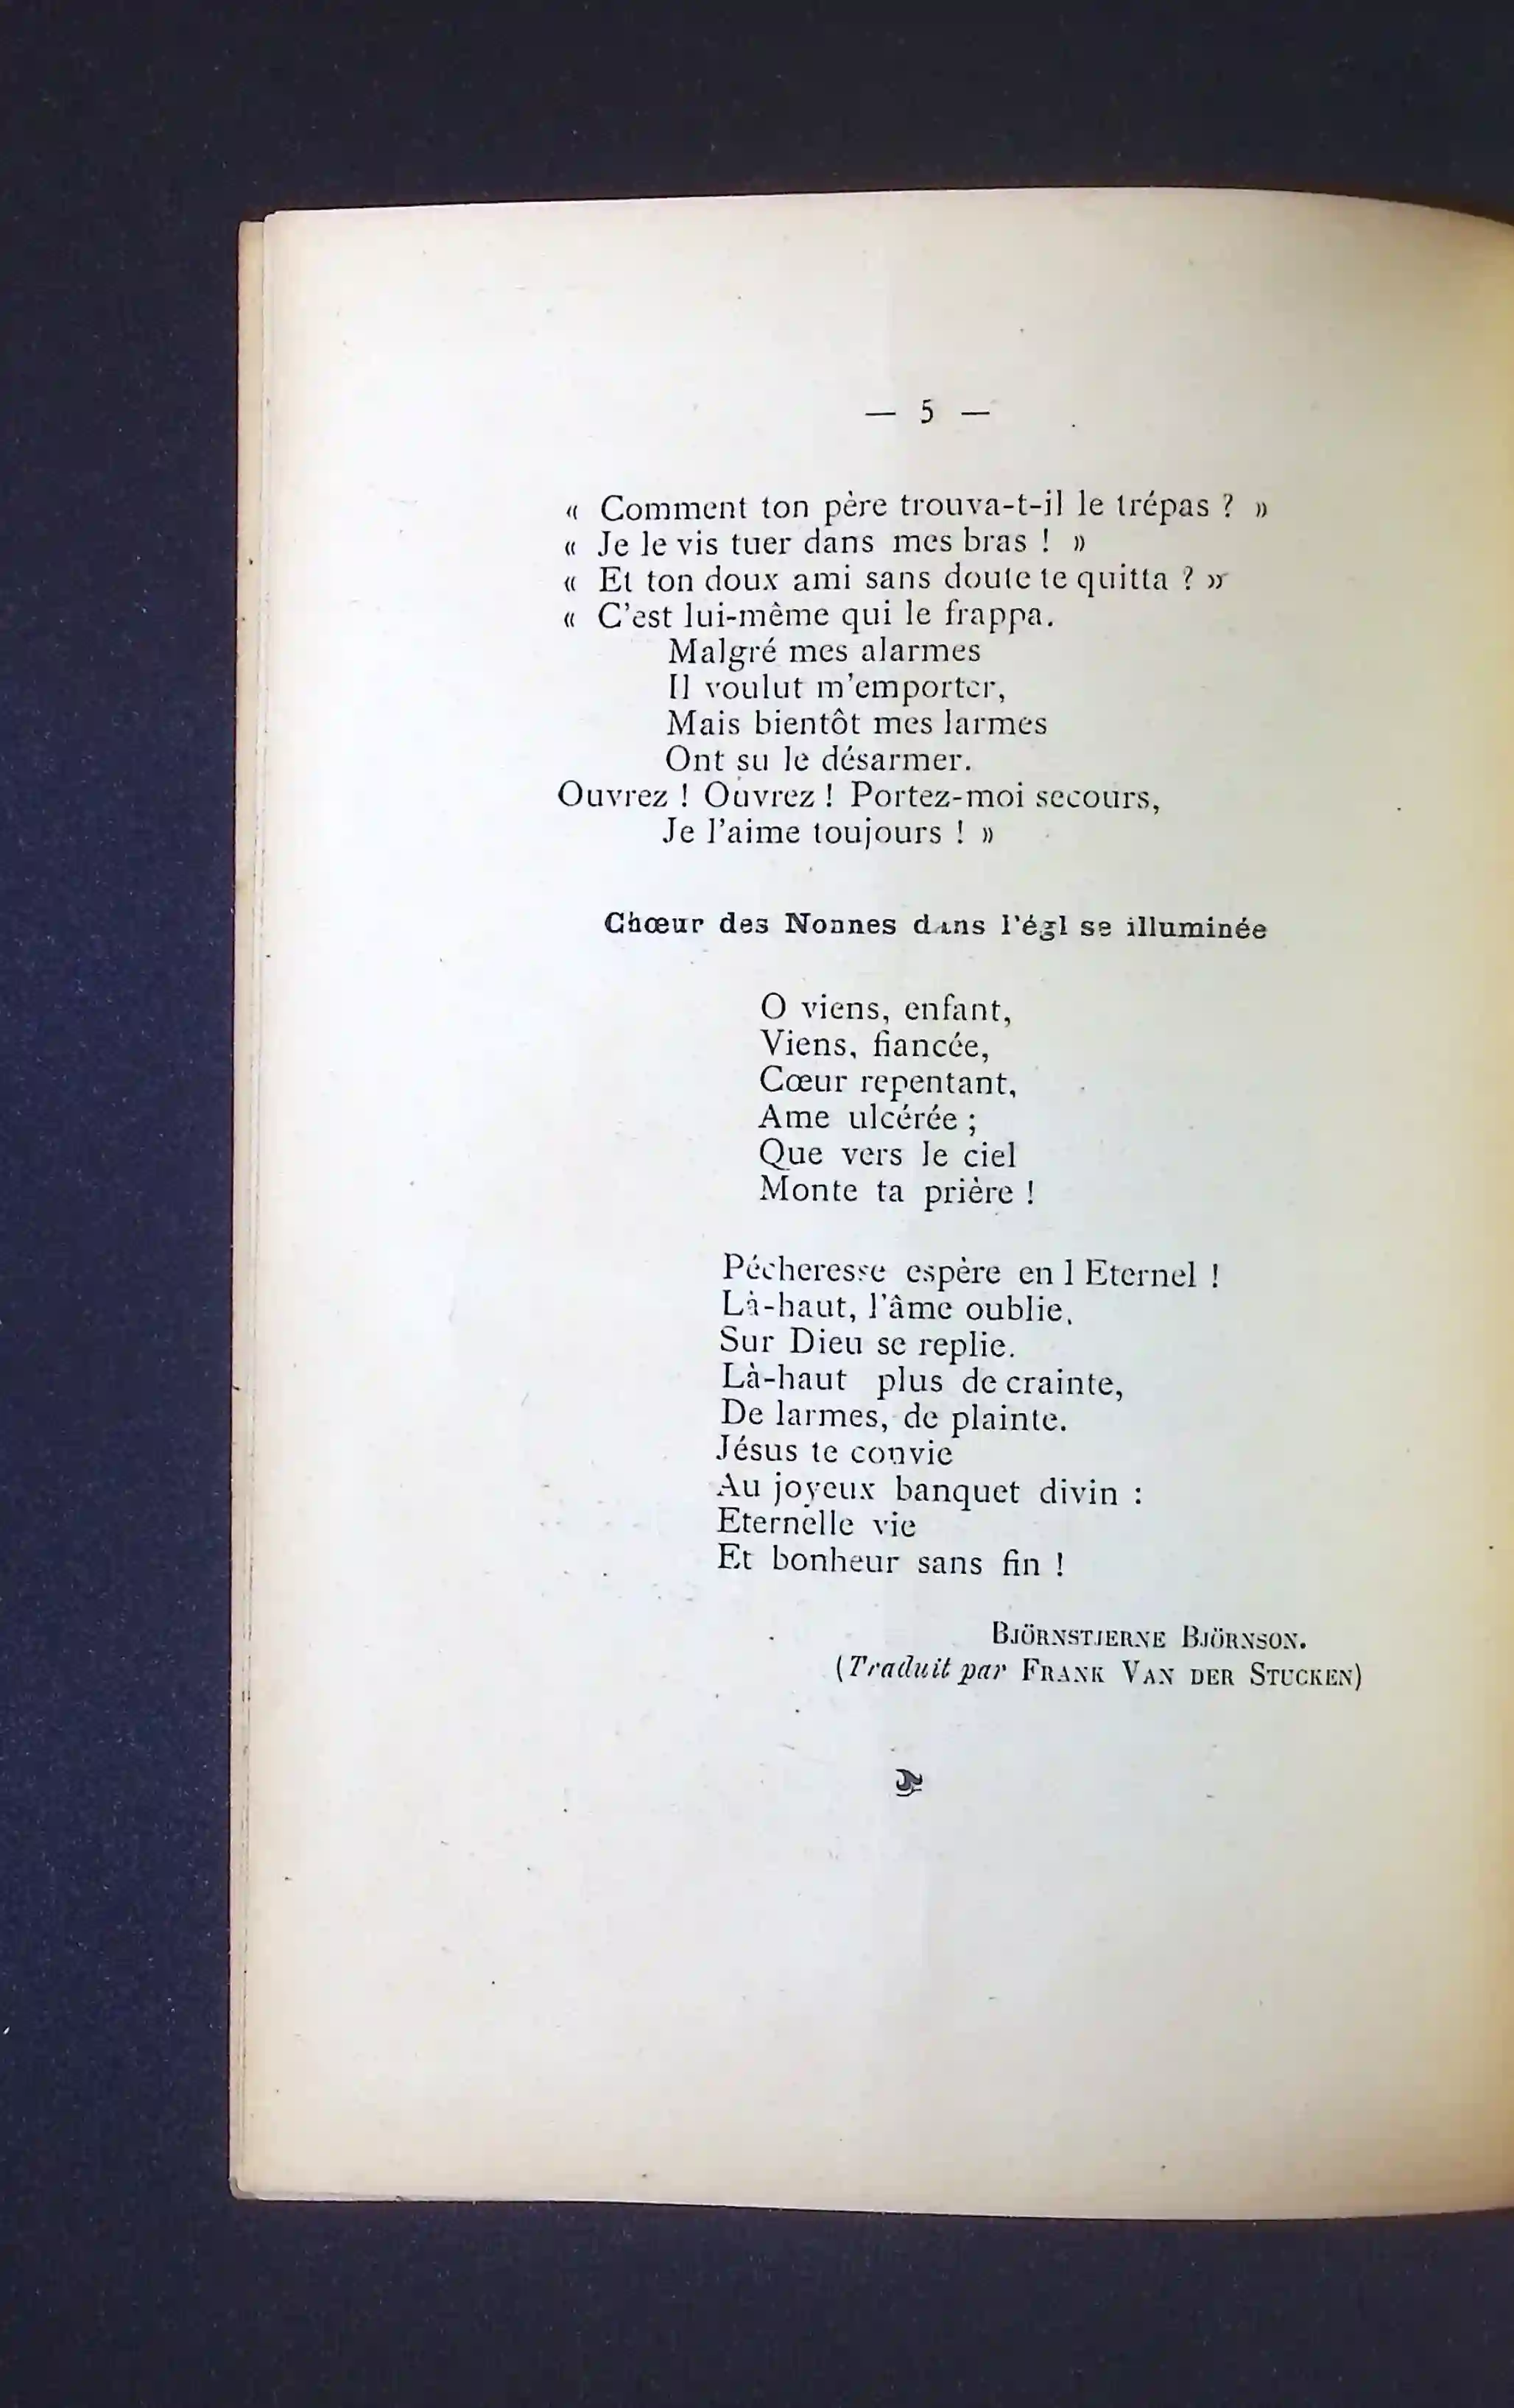 — 5 —
« Comment ton père trouva-t-il le trépas ? »
« Je le vis tuer dans mes bras ! »
« Et ton doux ami sans doute te quitta ? »
« C'est lui-même qui le frappa.
Malgré mes alarmes
Il voulut m'emporter,
Mais bientôt mes larmes
Ont su le désarmer.
Ouvrez ! Ouvrez ! Portez-moi secours,
Je l'aime toujours ! »
Chœur des Nonnes dans l'égl se illuminée
O viens, enfant,
Viens, fiancée,
Cœur repentant,
Ame ulcérée ;
Que vers le ciel
Monte ta prière !
Pécheresse espère en l Eternel !
Là-haut, l'âme oublie,
Sur Dieu se replie.
Là-haut plus de crainte,
De larmes, de plainte.
Jésus te convie
Au joyeux banquet divin :
Eternelle vie
Et bonheur sans fin !
BJÖRNSTJERNE BJÖRNSON.
(Traduit par FRANK VAN DER STUCKEN)